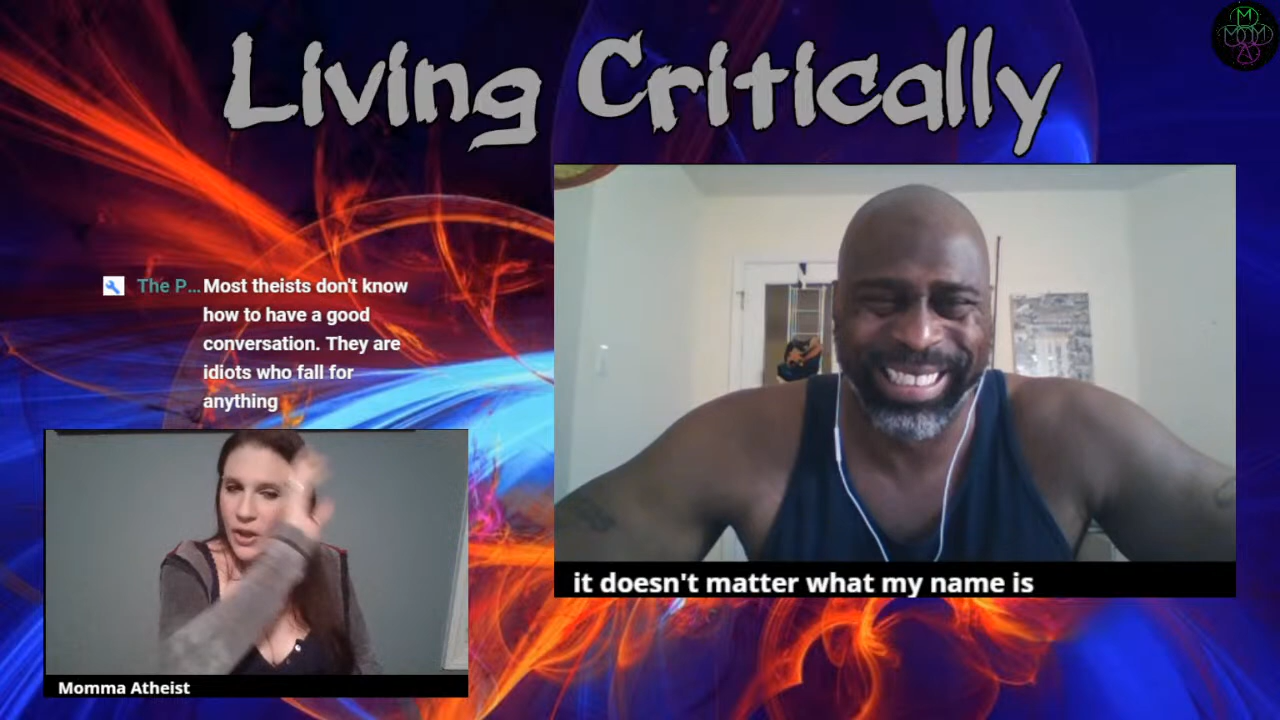 Living Critically
The P... Most theists don't know
how to have a good
conversation. They are
idiots who fall for
anything
it doesn't matter what my name is
Momma Atheist